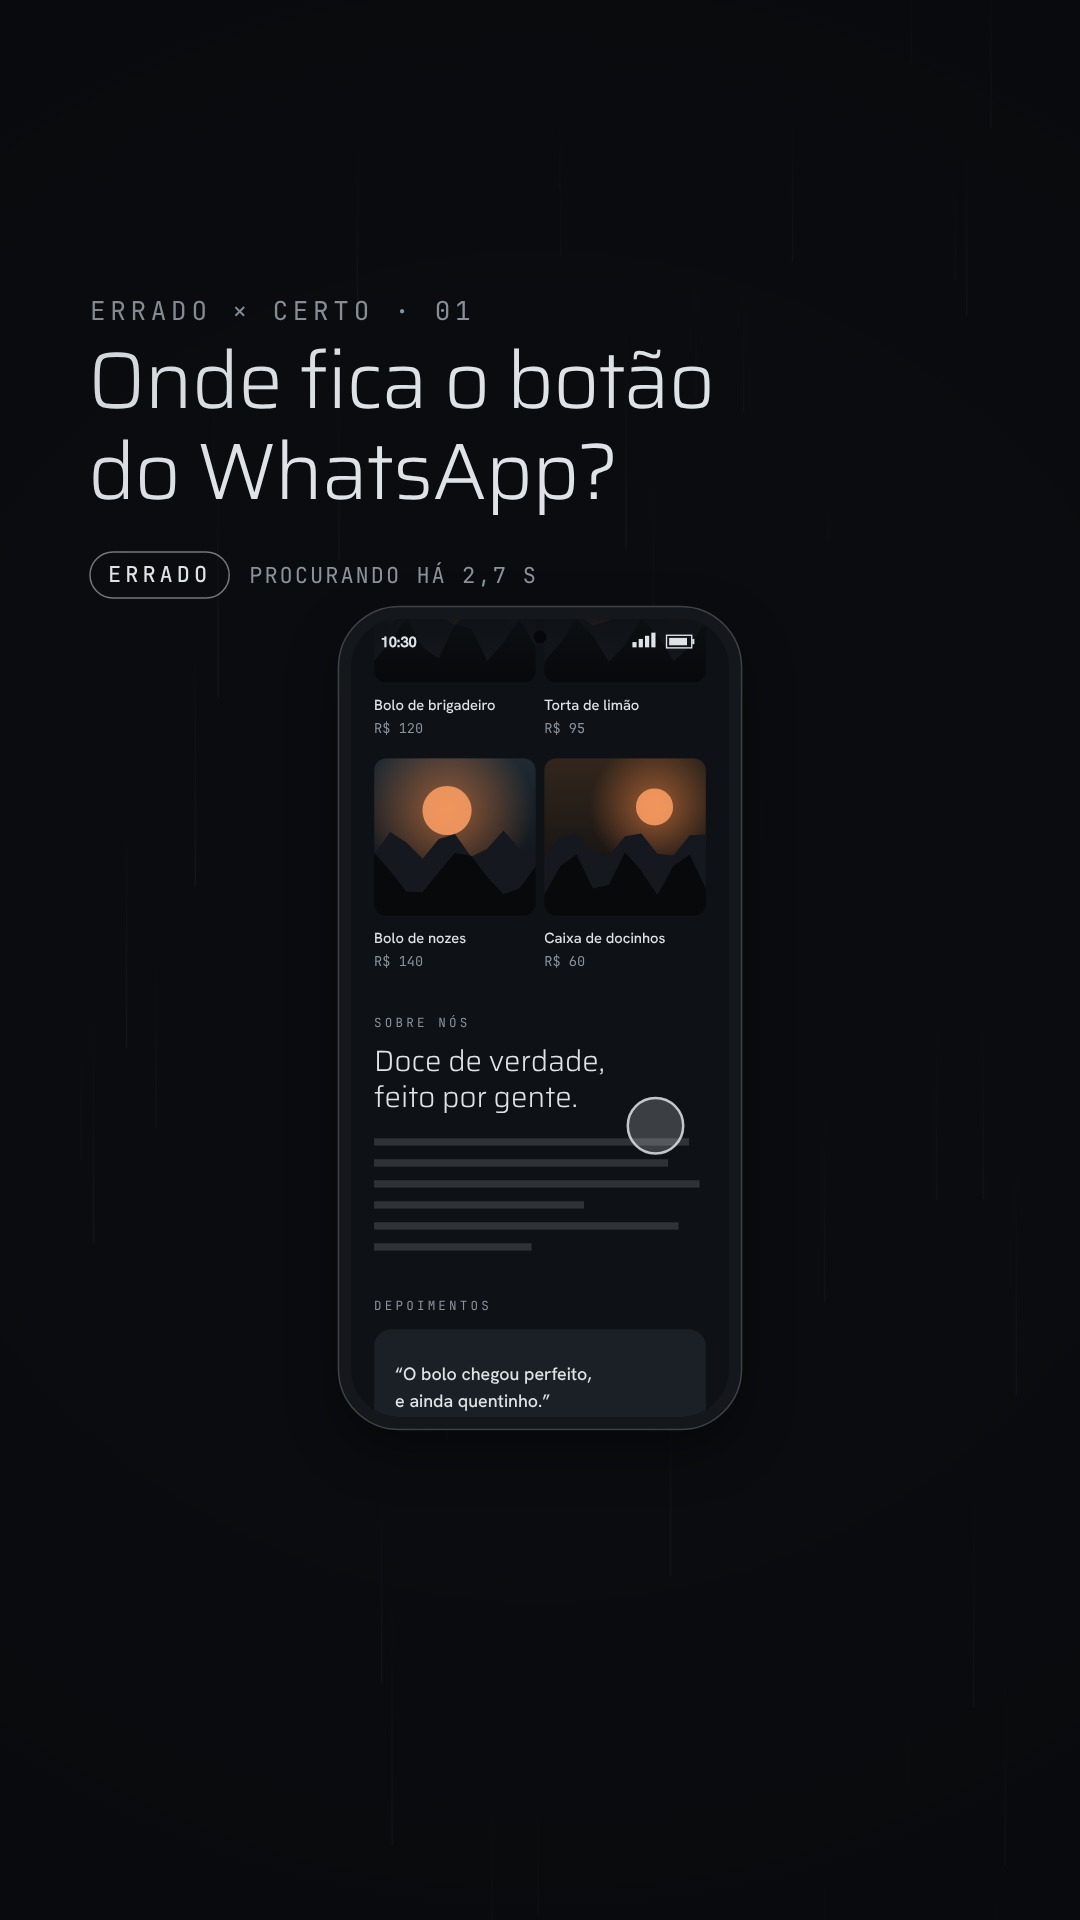 ERRADO × CERTO · 01
Onde fica o botão
do WhatsApp?
ERRADO PROCURANDO HÁ 2,7 S
10:30
Bolo de brigadeiro Torta de limão
R$ 120 R$ 95
Bolo de nozes Caixa de docinhos
R$ 140 R$ 60
SOBRE NÓS
Doce de verdade,
feito por gente.
DEPOIMENTOS
“O bolo chegou perfeito,
e ainda quentinho.”